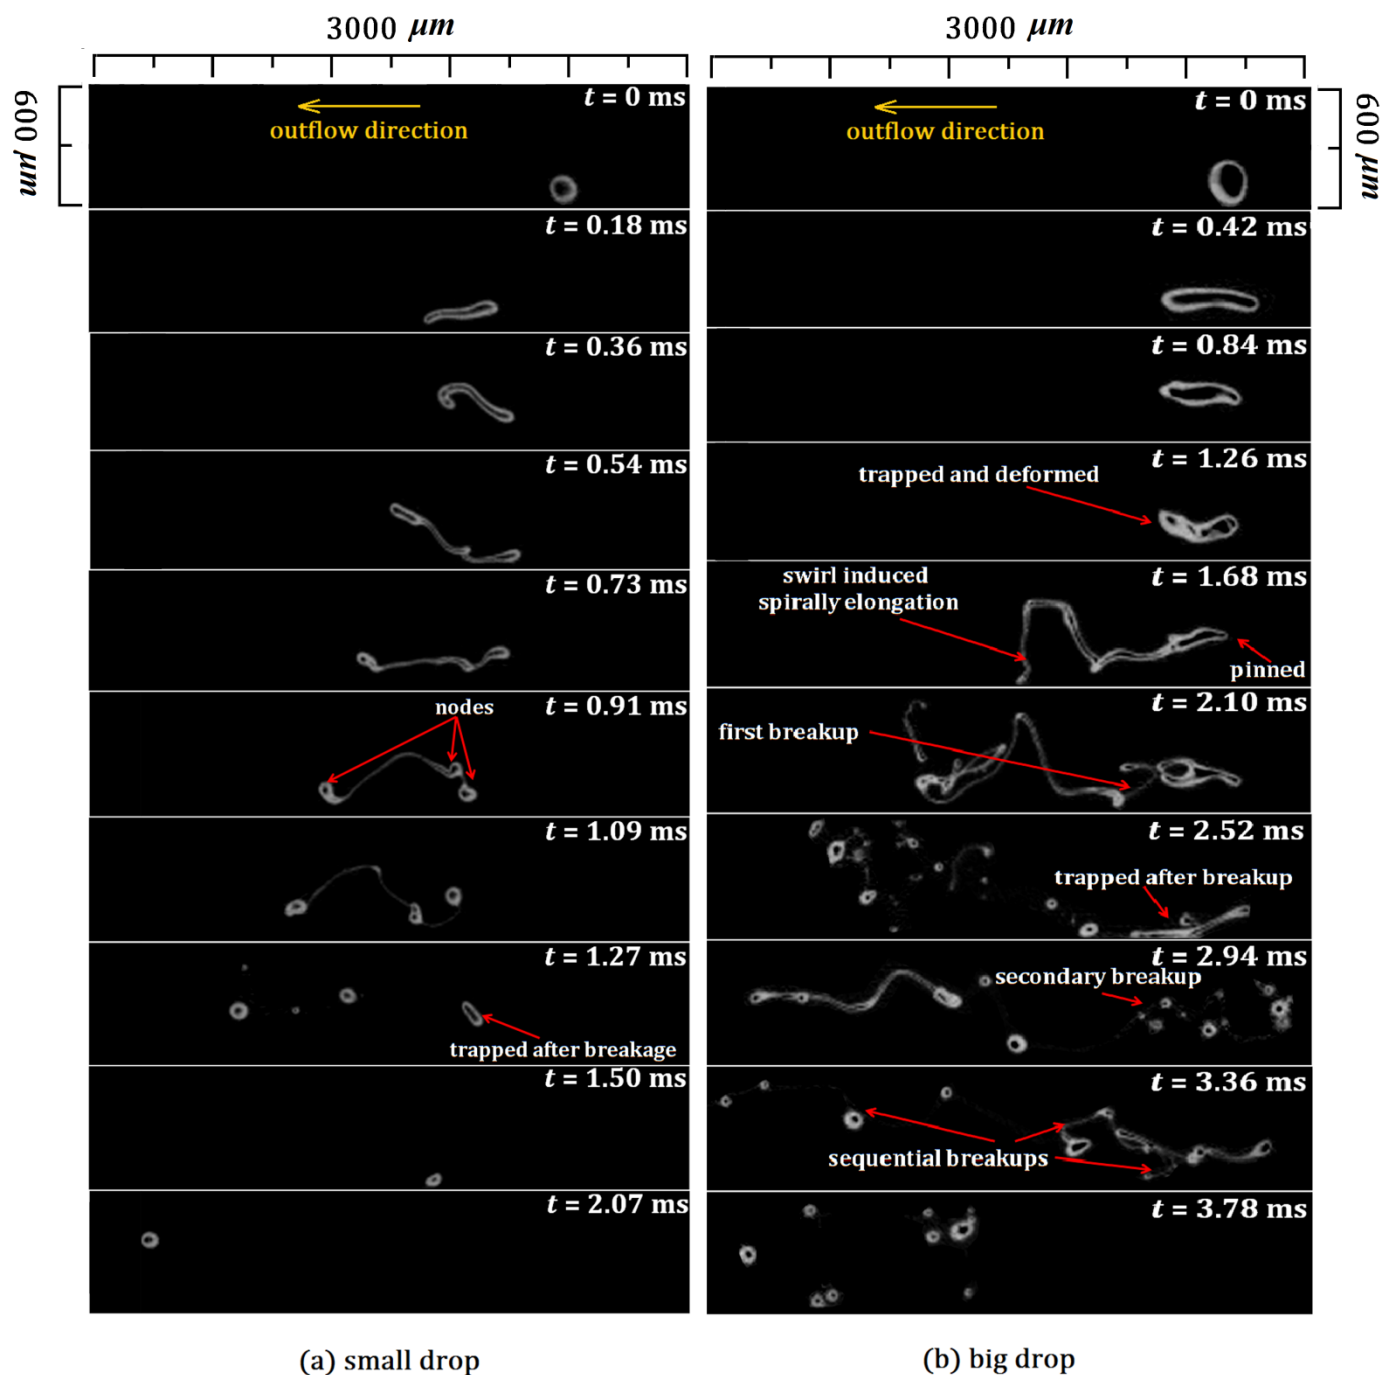 3000 μm
3000 μm
600 μm
600 μm
t = 0 ms
outflow direction
t = 0.18 ms
t = 0.36 ms
t = 0.54 ms
t = 0.73 ms
t = 0.91 ms
nodes
t = 1.09 ms
t = 1.27 ms
trapped after breakage
t = 1.50 ms
t = 2.07 ms
(a) small drop
t = 0 ms
outflow direction
t = 0.42 ms
t = 0.84 ms
t = 1.26 ms
trapped and deformed
t = 1.68 ms
swirl induced
spirally elongation
pinned
t = 2.10 ms
first breakup
t = 2.52 ms
trapped after breakup
t = 2.94 ms
secondary breakup
t = 3.36 ms
sequential breakups
t = 3.78 ms
(b) big drop